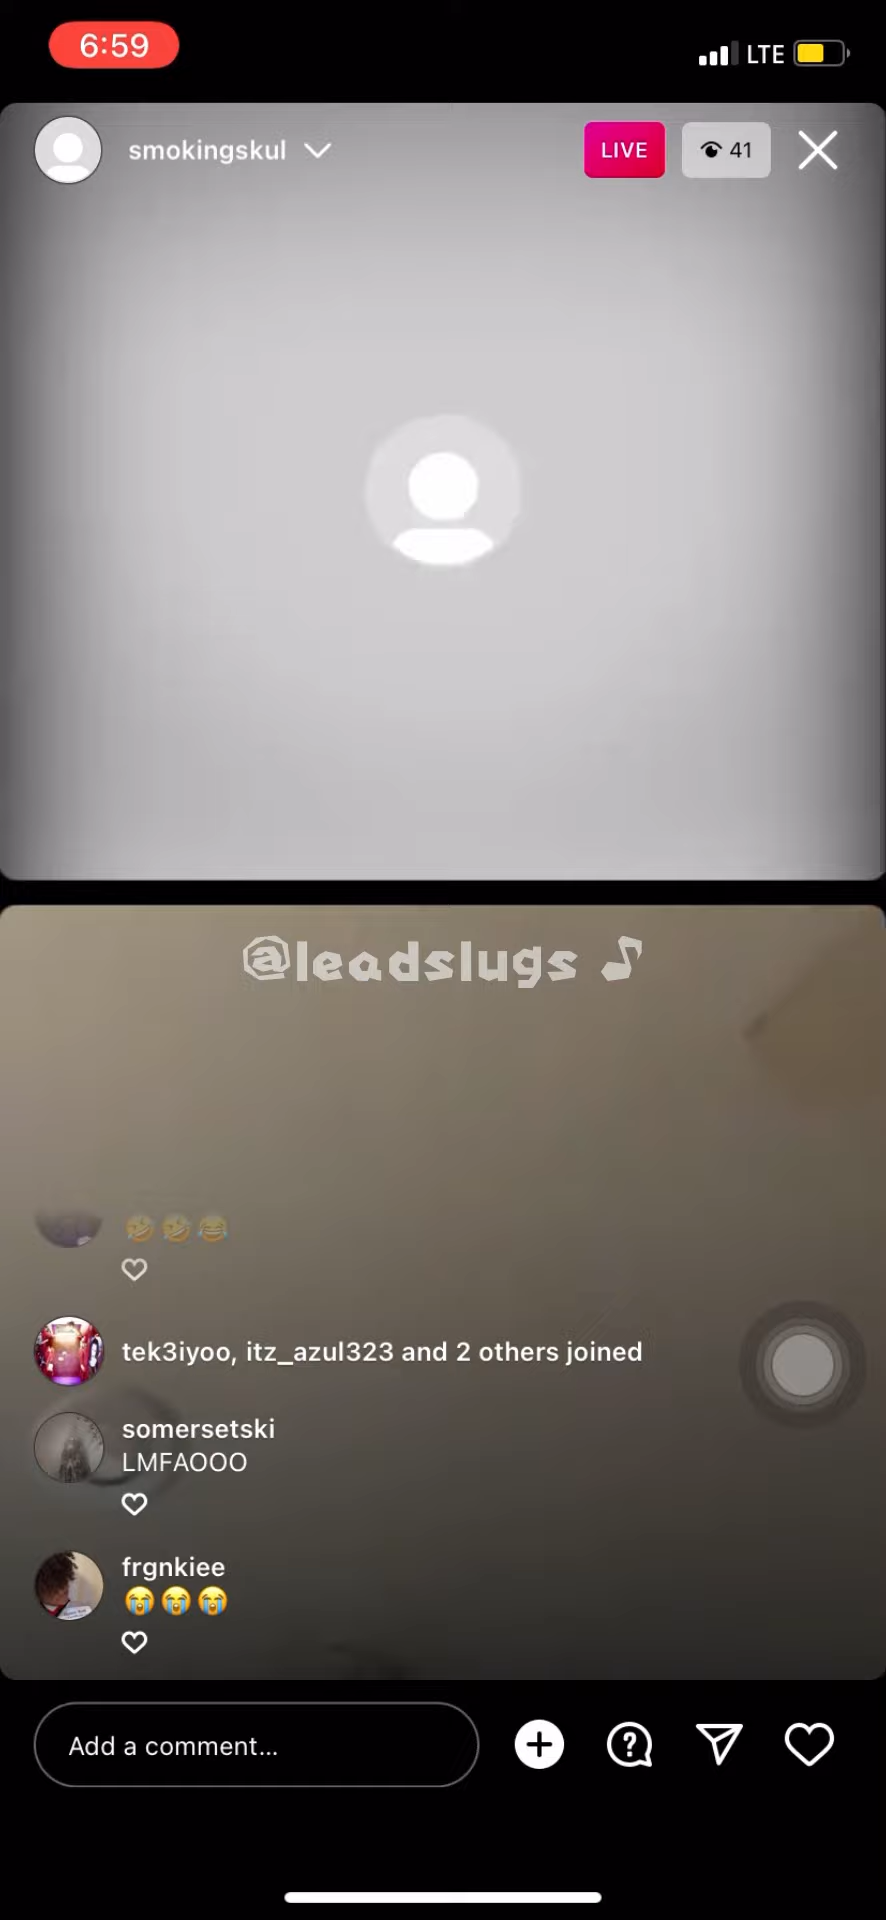 6:59
LTE
smokingskul
LIVE
41
@leadslugs
🤣🤣😂
tek3iyoo, itz_azul323 and 2 others joined
somersetski
LMFAOOO
frgnkiee
😭😭😭
Add a comment...